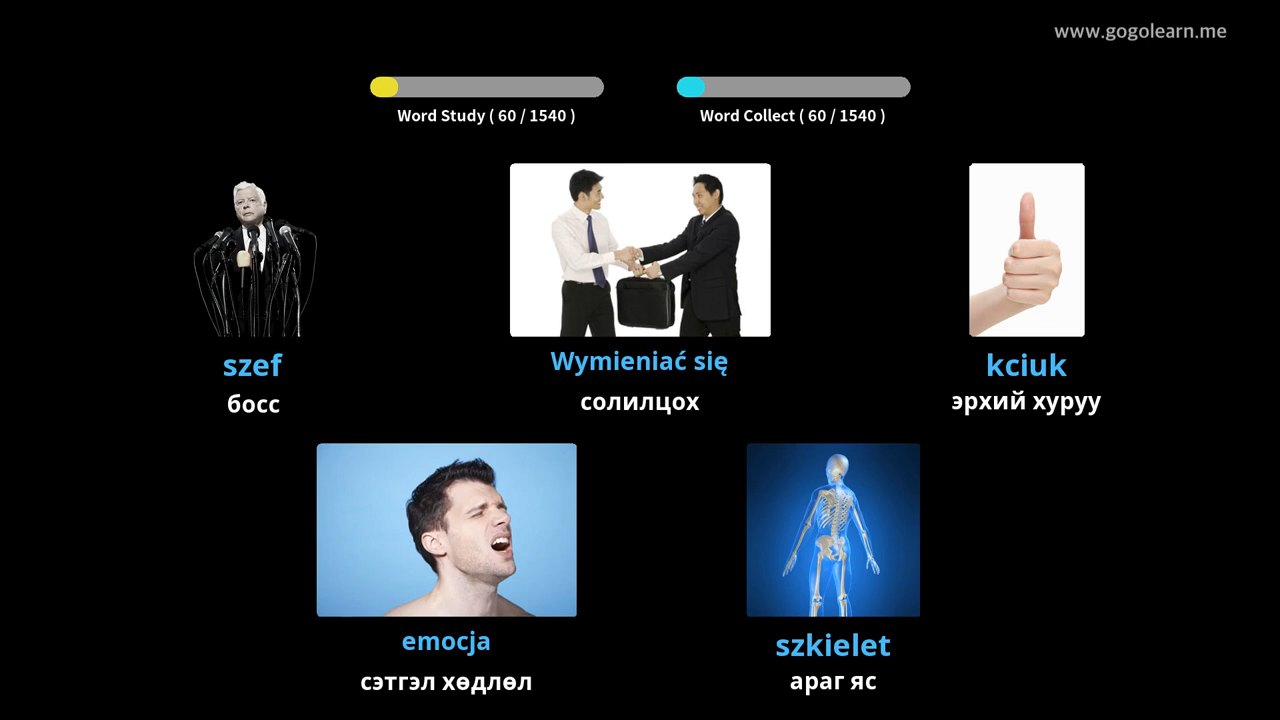 www.gogolearn.me
Word Study ( 60 / 1540 )
Word Collect ( 60 / 1540 )
szef
босс
Wymieniać się
солилцох
kciuk
эрхий хуруу
emocja
сэтгэл хөдлөл
szkielet
араг яс